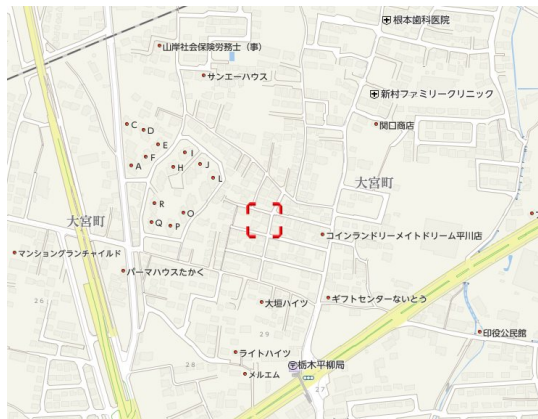 根本歯科医院
山岸社会保険労務士（事）
サンエーハウス
新村ファミリークリニック
関口商店
C
D
E
F
A
H
I
J
L
大宮町
R
O
Q
P
大宮町
コインランドリーメイトドリーム平川店
マンショングランチャイルド
パーマハウスたかく
26
大垣ハイツ
ギフトセンターないとう
29
印役公民館
ライトハイツ
28
栃木平柳局
メルエム
27